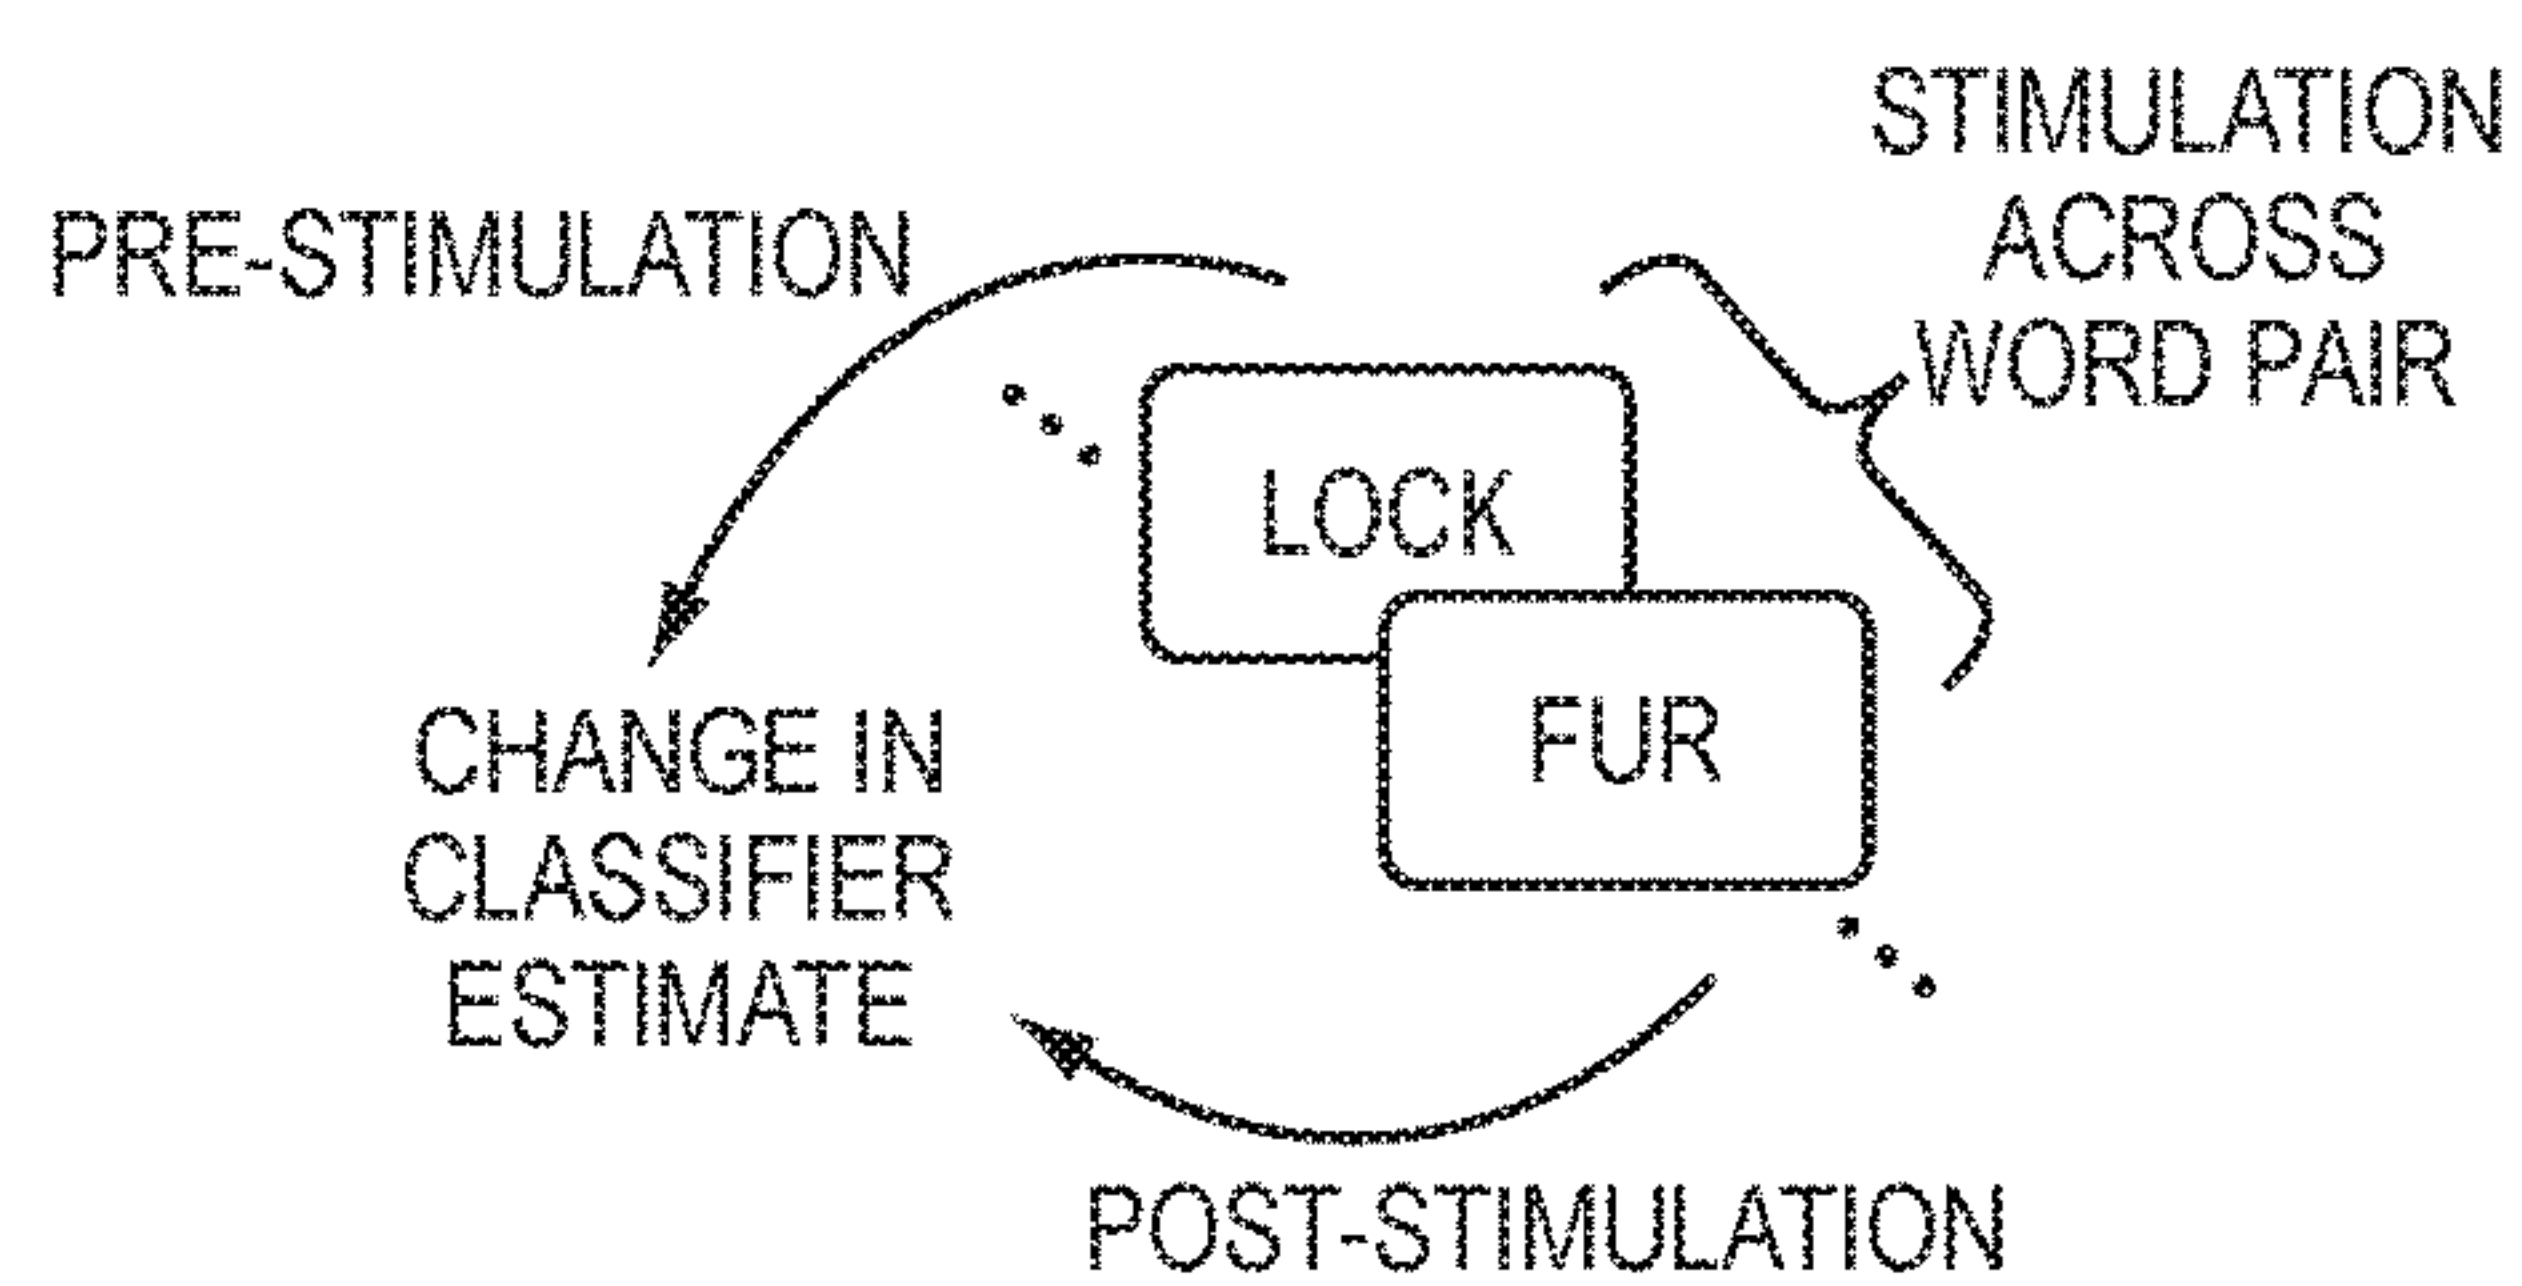 STIMULATION
ACROSS
WORD PAIR
PRE-STIMULATION
LOCK
FUR
CHANGE IN
CLASSIFIER
ESTIMATE
POST-STIMULATION